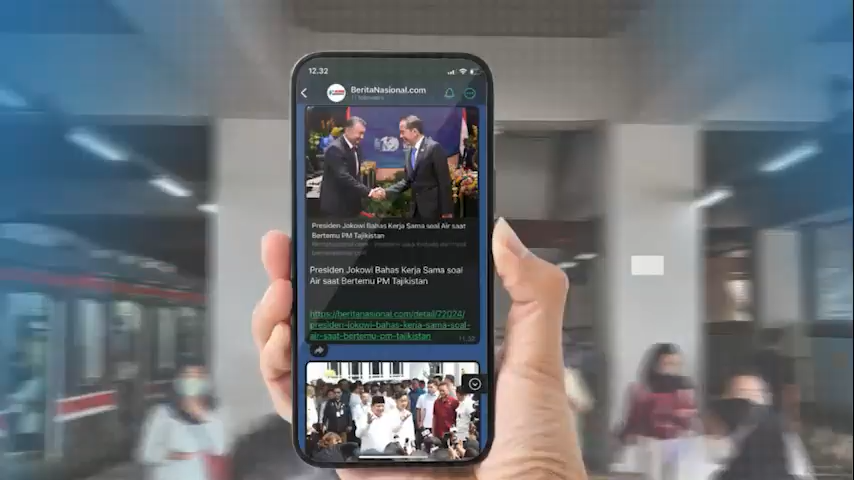 12.32
BeritaNasional.com
Presiden Jokowi Bahas Kerja Sama soal Air saat
Bertemu PM Tajikistan
Presiden Jokowi Bahas Kerja Sama soal
Air saat Bertemu PM Tajikistan
https://beritanasional.com/detail/72074/
presiden-jokowi-bahas-kerja-sama-soal-
air-saat-bertemu-pm-tajikistan